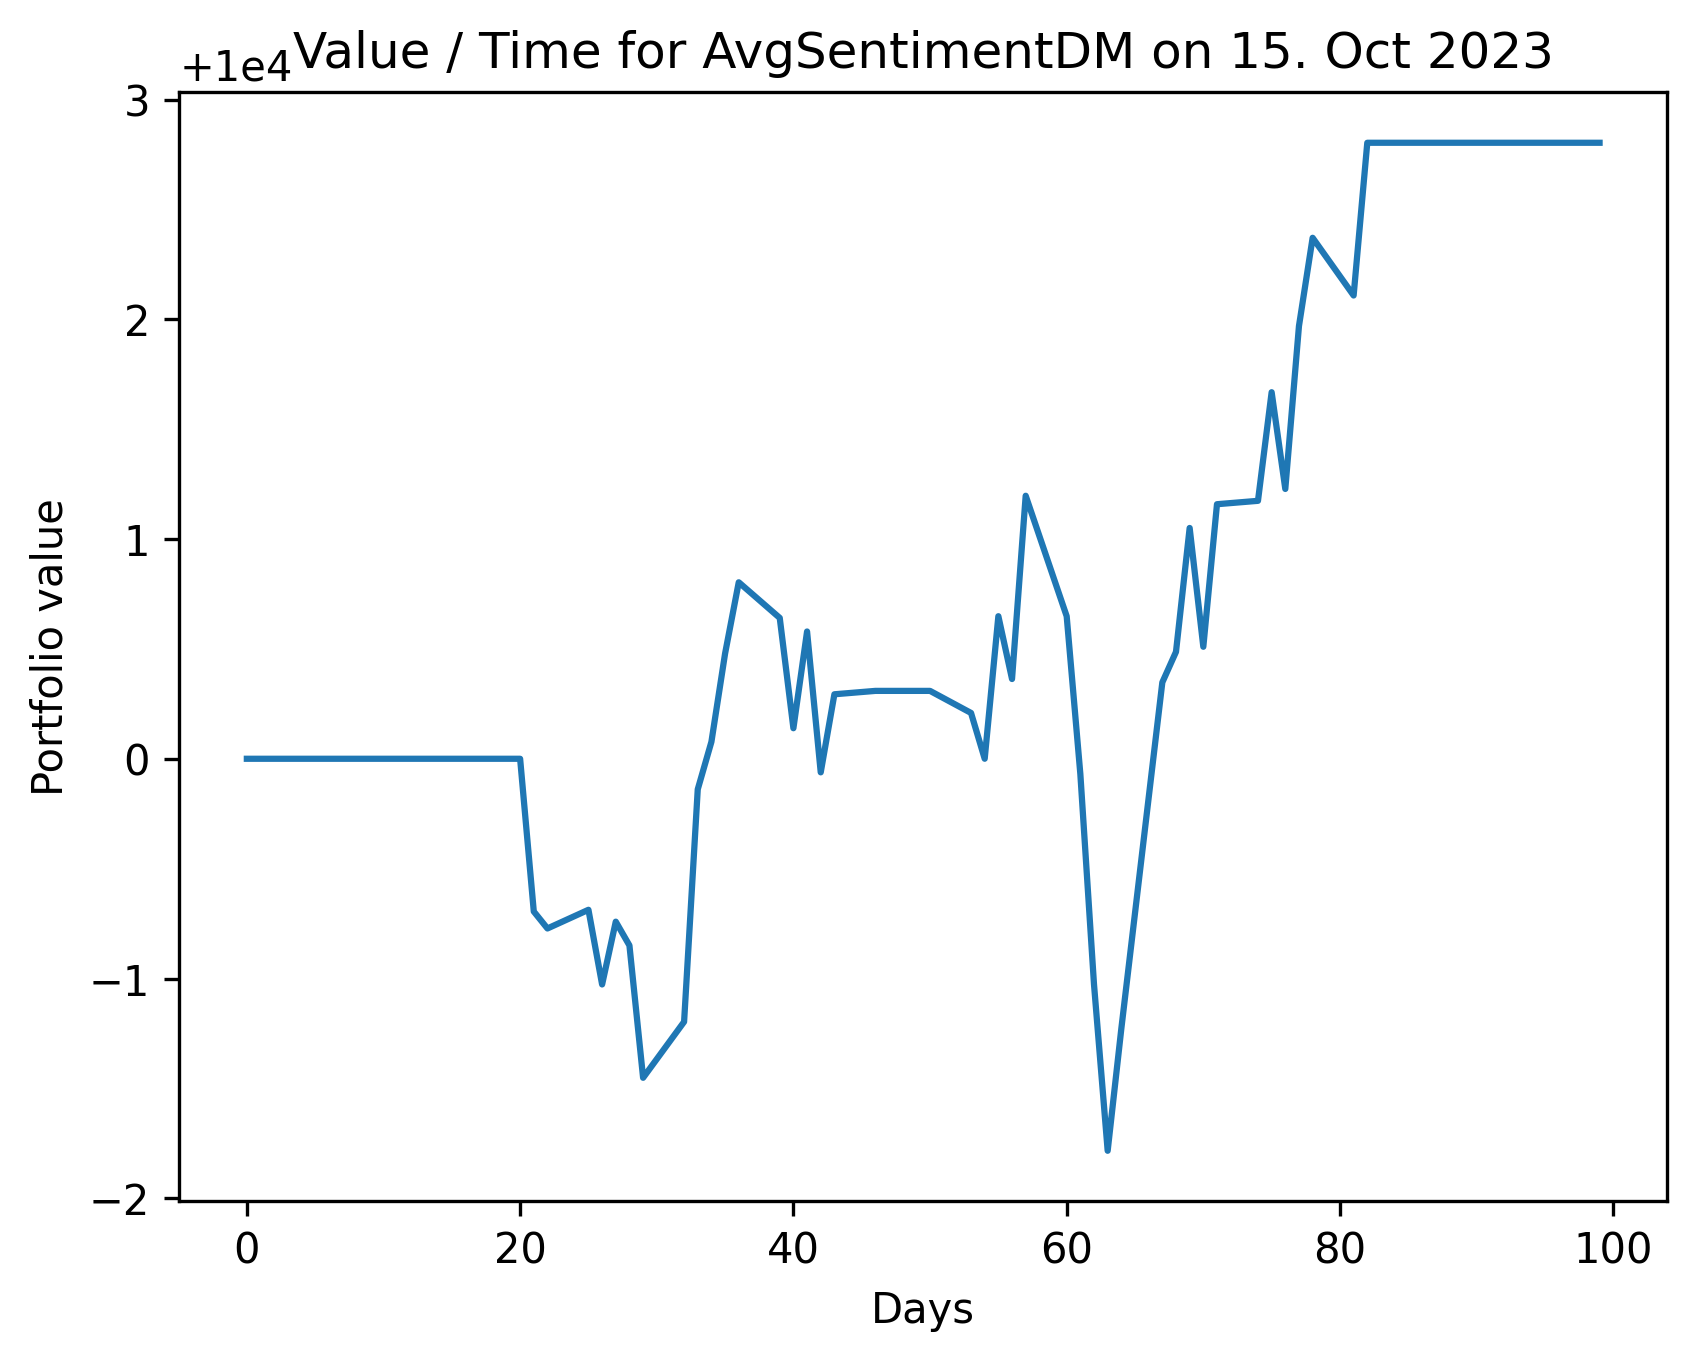 Value / Time for AvgSentimentDM on 15. Oct 2023
+1e4
3
2
1
0
−1
−2
Portfolio value
0 20 40 60 80 100
Days